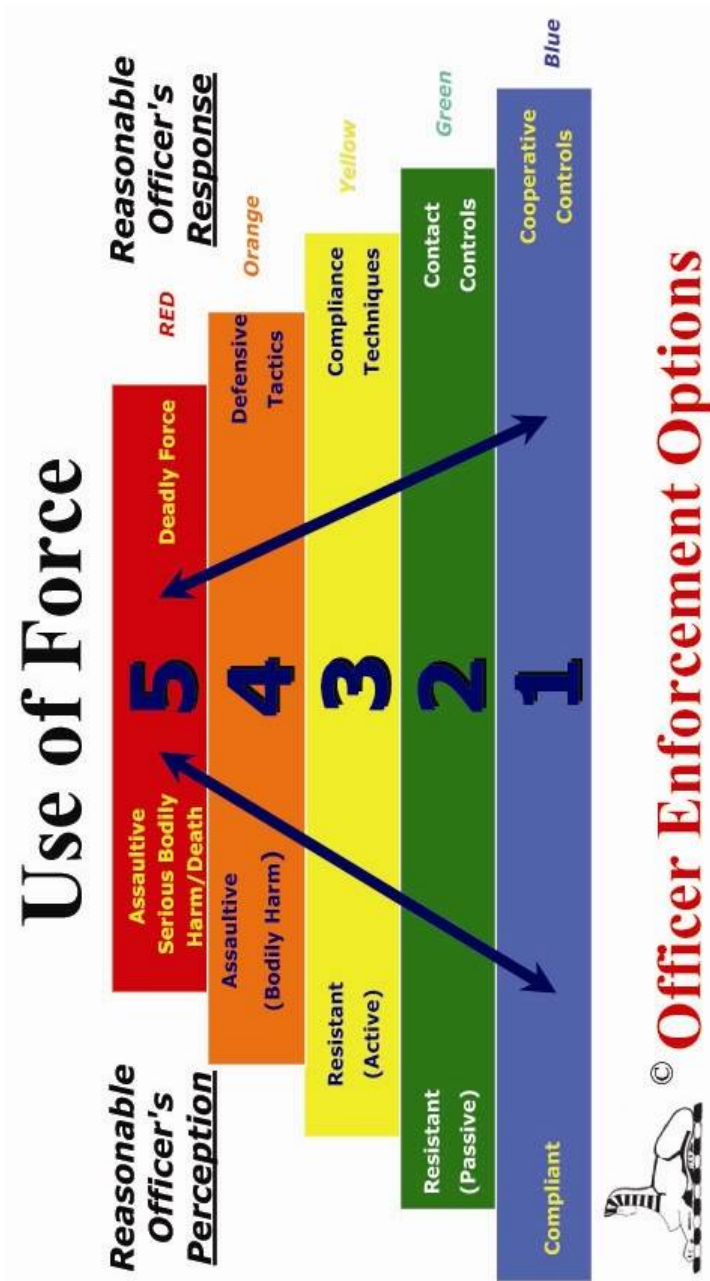 Use of Force
Reasonable
Officer's
Perception
Reasonable
Officer's
Response
Assaultive
Serious Bodily
Harm/Death
5
Deadly Force
RED
Assaultive
(Bodily Harm)
4
Defensive
Tactics
Orange
Resistant
(Active)
3
Compliance
Techniques
Yellow
Resistant
(Passive)
2
Contact
Controls
Green
Compliant
1
Cooperative
Controls
Blue
© Officer Enforcement Options